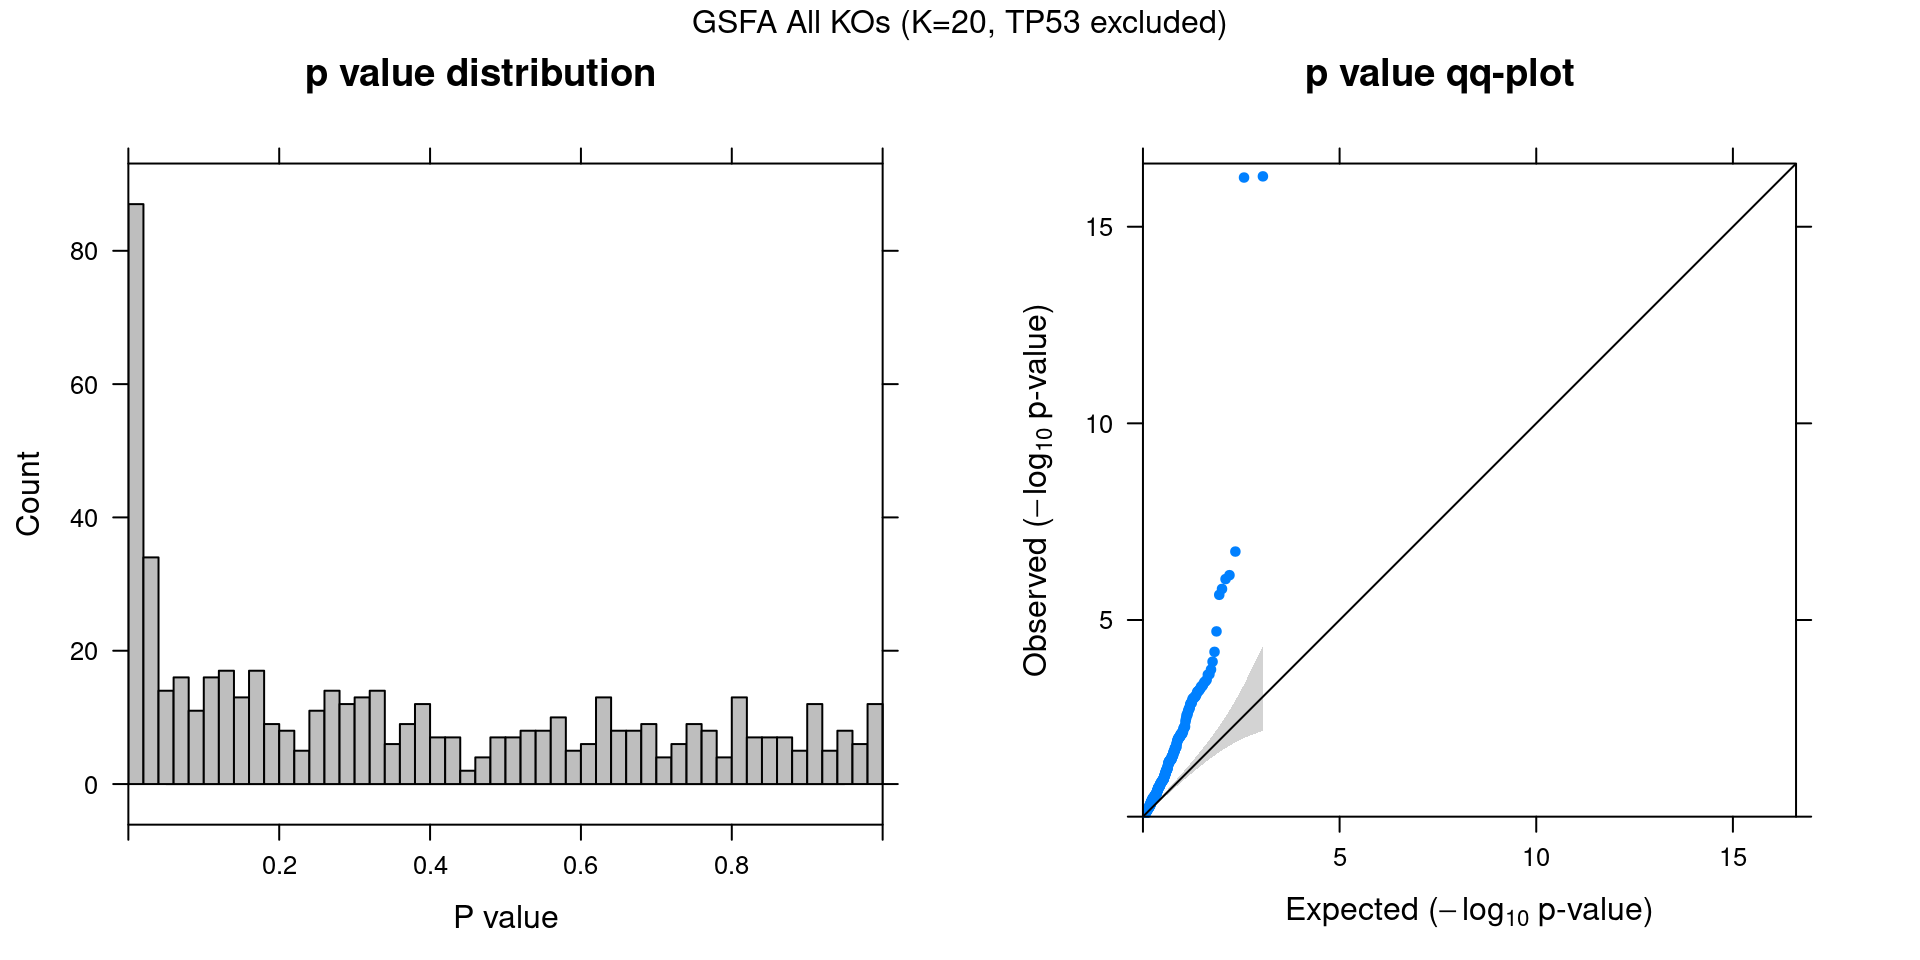 GSFA All KOs (K=20, TP53 excluded)
p value distribution
80
60
40
20
0
Count
0.2 0.4 0.6 0.8
P value
p value qq-plot
15
10
5
Observed (−log10 p-value)
5 10 15
Expected (−log10 p-value)